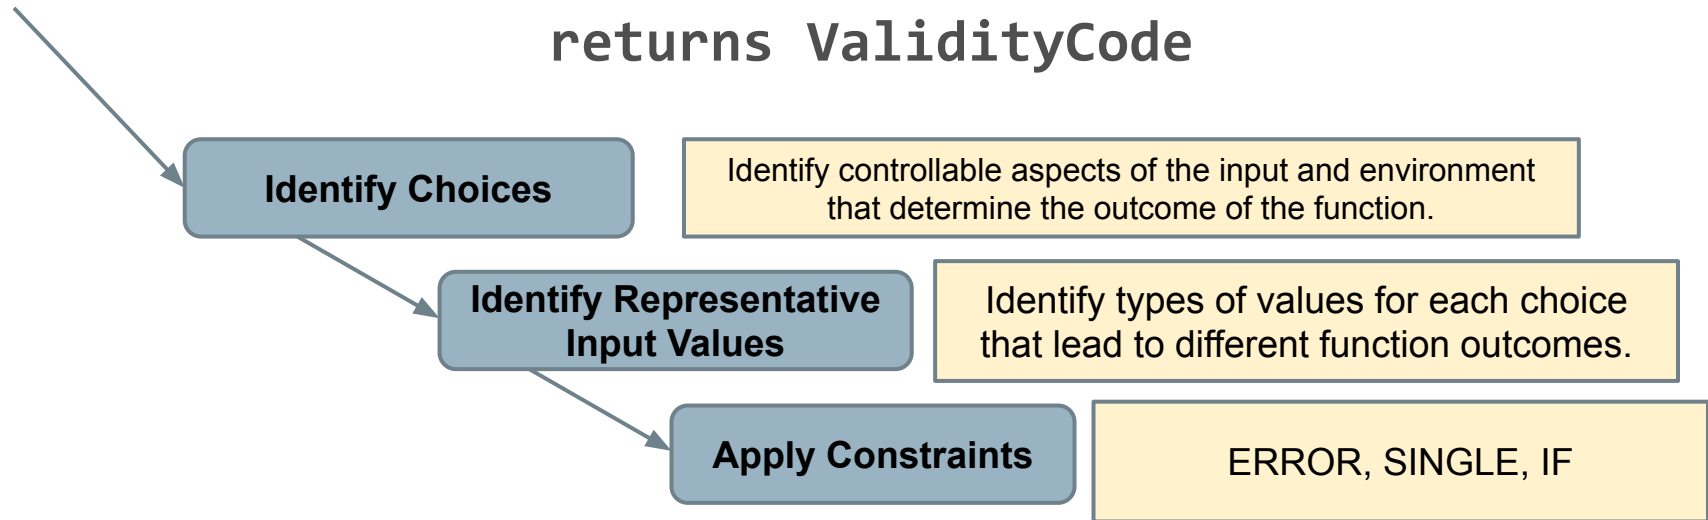 returns ValidityCode
Identify Choices
Identify controllable aspects of the input and environment
that determine the outcome of the function.
Identify Representative
Input Values
Identify types of values for each choice
that lead to different function outcomes.
Apply Constraints
ERROR, SINGLE, IF